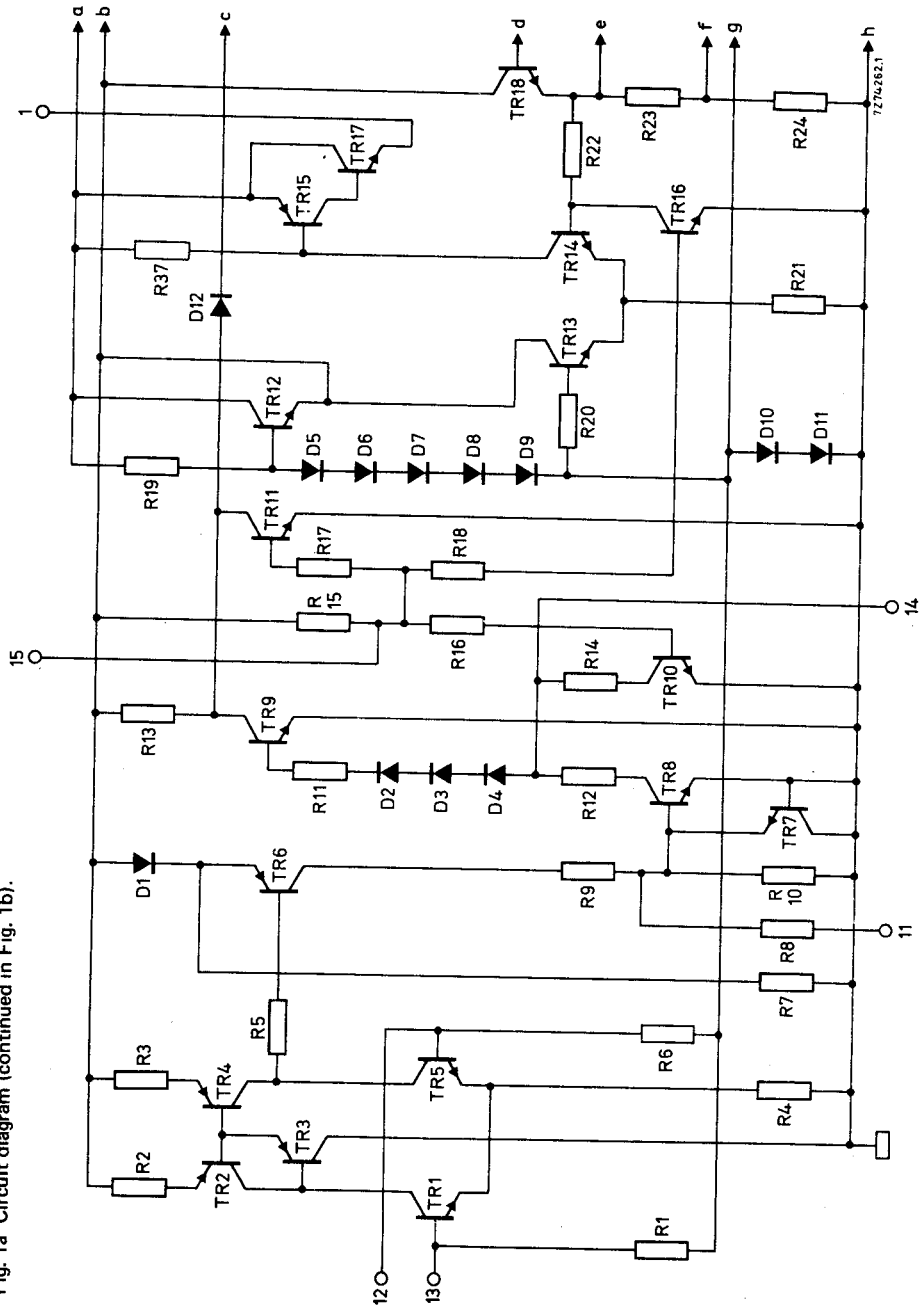 Fig. 1a Circuit diagram (continued in Fig. 1b).
a
b
c
d
e
f
g
h
7Z74262.1
1
15
14
11
12
13
R2
R3
TR2
TR4
TR3
TR1
TR5
R1
R4
R5
R6
D1
TR6
R7
R8
R9
R
10
TR7
TR8
R12
D4
D3
D2
R11
TR9
R13
R14
TR10
R
15
R16
R17
R18
TR11
R19
TR12
D5
D6
D7
D8
D9
R20
D10
D11
D12
TR13
TR14
R21
R37
TR15
TR17
TR16
R22
TR18
R23
R24